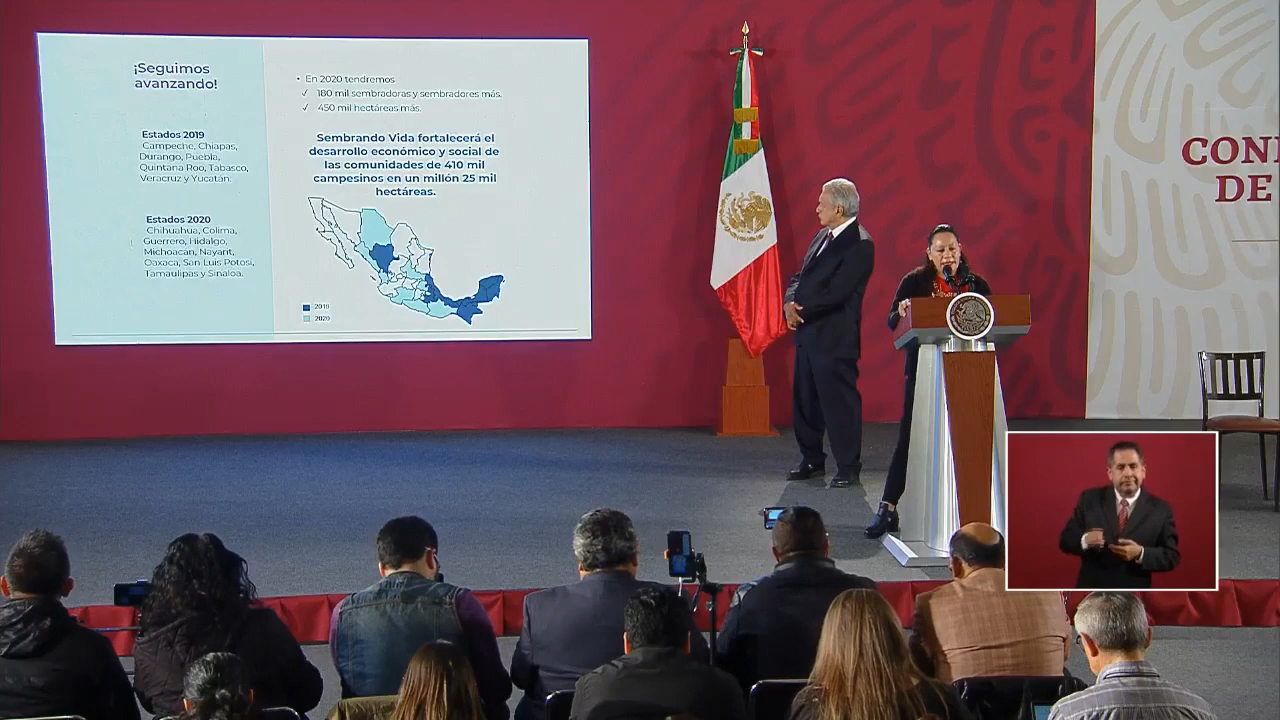 ¡Seguimos
avanzando!
Estados 2019
Campeche, Chiapas,
Durango, Puebla,
Quintana Roo, Tabasco,
Veracruz y Yucatán.
Estados 2020
Chihuahua, Colima,
Guerrero, Hidalgo,
Michoacán, Nayarit,
Oaxaca, San Luis Potosí,
Tamaulipas y Sinaloa.
• En 2020 tendremos
✓ 180 mil sembradoras y sembradores más.
✓ 450 mil hectáreas más.
Sembrando Vida fortalecerá el
desarrollo económico y social de
las comunidades de 410 mil
campesinos en un millón 25 mil
hectáreas.
2019
2020
CON
DE